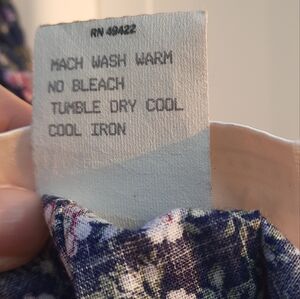 RN 49422
MACH WASH WARM
NO BLEACH
TUMBLE DRY COOL
COOL IRON